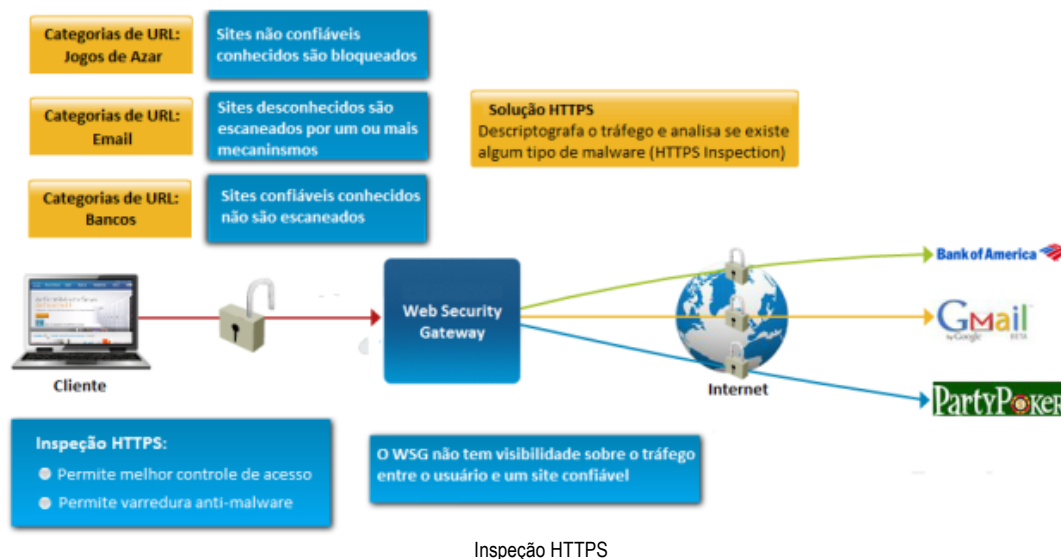 Categorias de URL:
Jogos de Azar
Sites não confiáveis
conhecidos são bloqueados
Categorias de URL:
Email
Sites desconhecidos são
escaneados por um ou mais
mecaninsmos
Solução HTTPS
Descriptografa o tráfego e analisa se existe
algum tipo de malware (HTTPS Inspection)
Categorias de URL:
Bancos
Sites confiáveis conhecidos
não são escaneados
Cliente
Web Security
Gateway
Internet
Bank of America
GMail
by Google
BETA
PartyPoker
Inspeção HTTPS:
Permite melhor controle de acesso
Permite varredura anti-malware
O WSG não tem visibilidade sobre o tráfego
entre o usuário e um site confiável
Inspeção HTTPS